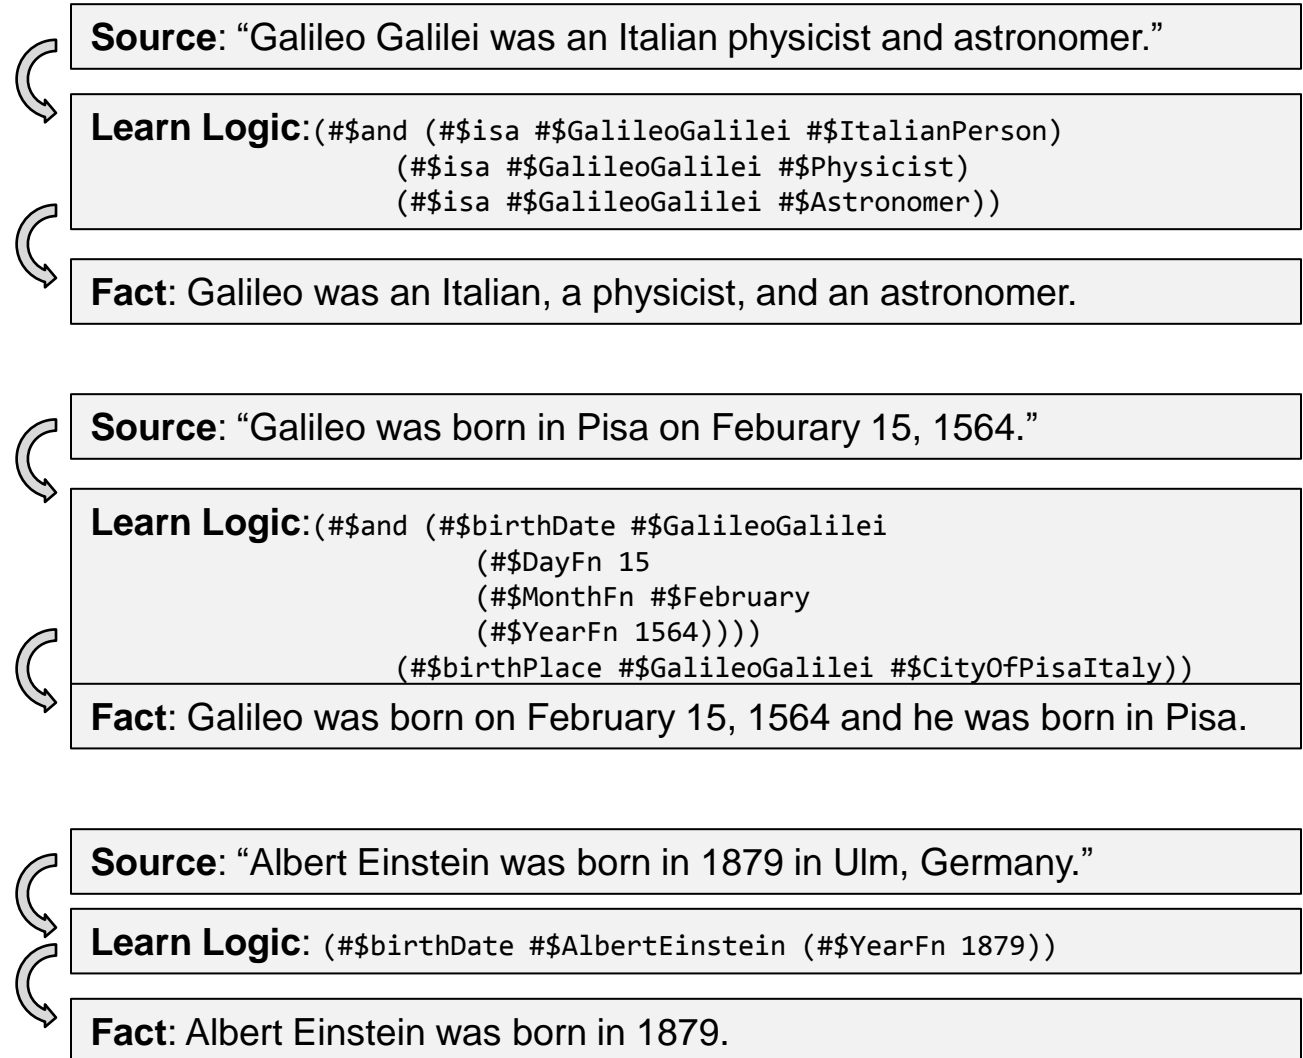 Source: “Galileo Galilei was an Italian physicist and astronomer.”
Learn Logic:(#$and (#$isa #$GalileoGalilei #$ItalianPerson)
(#$isa #$GalileoGalilei #$Physicist)
(#$isa #$GalileoGalilei #$Astronomer))
Fact: Galileo was an Italian, a physicist, and an astronomer.
Source: “Galileo was born in Pisa on Feburary 15, 1564.”
Learn Logic:(#$and (#$birthDate #$GalileoGalilei
(#$DayFn 15
(#$MonthFn #$February
(#$YearFn 1564))))
(#$birthPlace #$GalileoGalilei #$CityOfPisaItaly))
Fact: Galileo was born on February 15, 1564 and he was born in Pisa.
Source: “Albert Einstein was born in 1879 in Ulm, Germany.”
Learn Logic: (#$birthDate #$AlbertEinstein (#$YearFn 1879))
Fact: Albert Einstein was born in 1879.